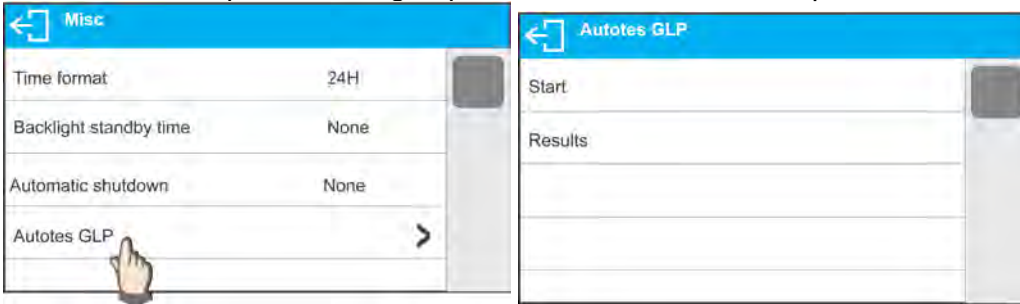 Misc
Time format 24H
Backlight standby time None
Automatic shutdown None
Autotes GLP >
Autotes GLP
Start
Results